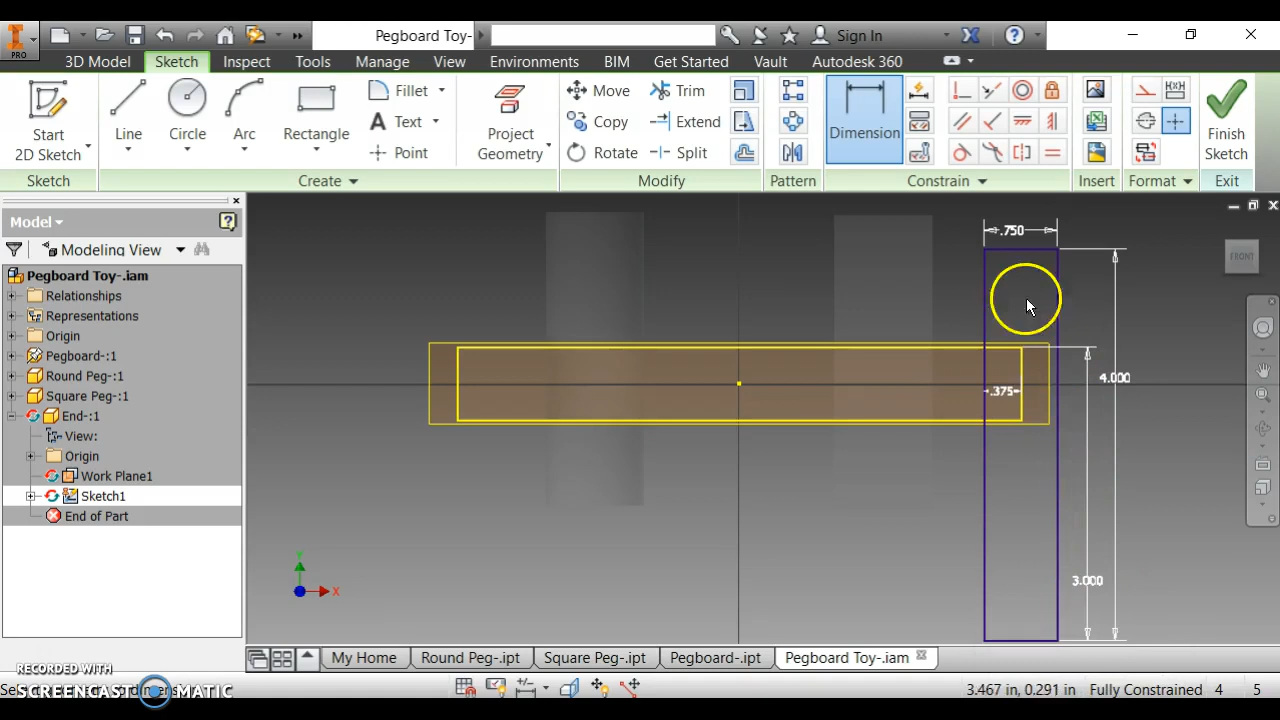 PRO
Pegboard Toy-
Sign In
3D Model Sketch Inspect Tools Manage View Environments BIM Get Started Vault Autodesk 360
Start
2D Sketch
Line
Circle
Arc
Rectangle
Fillet
Text
Point
Project
Geometry
Move
Copy
Rotate
Trim
Extend
Split
Dimension
Finish
Sketch
Sketch Create Modify Pattern Constrain Insert Format Exit
Model
Modeling View
Pegboard Toy-.iam
Relationships
Representations
Origin
Pegboard-:1
Round Peg-:1
Square Peg-:1
End-:1
View:
Origin
Work Plane1
Sketch1
End of Part
.750
FRONT
4.000
.375
3.000
Y
X
My Home Round Peg-.ipt Square Peg-.ipt Pegboard-.ipt Pegboard Toy-.iam
RECORDED WITH
SCREENCAST MATIC
3.467 in, 0.291 in Fully Constrained 4 5